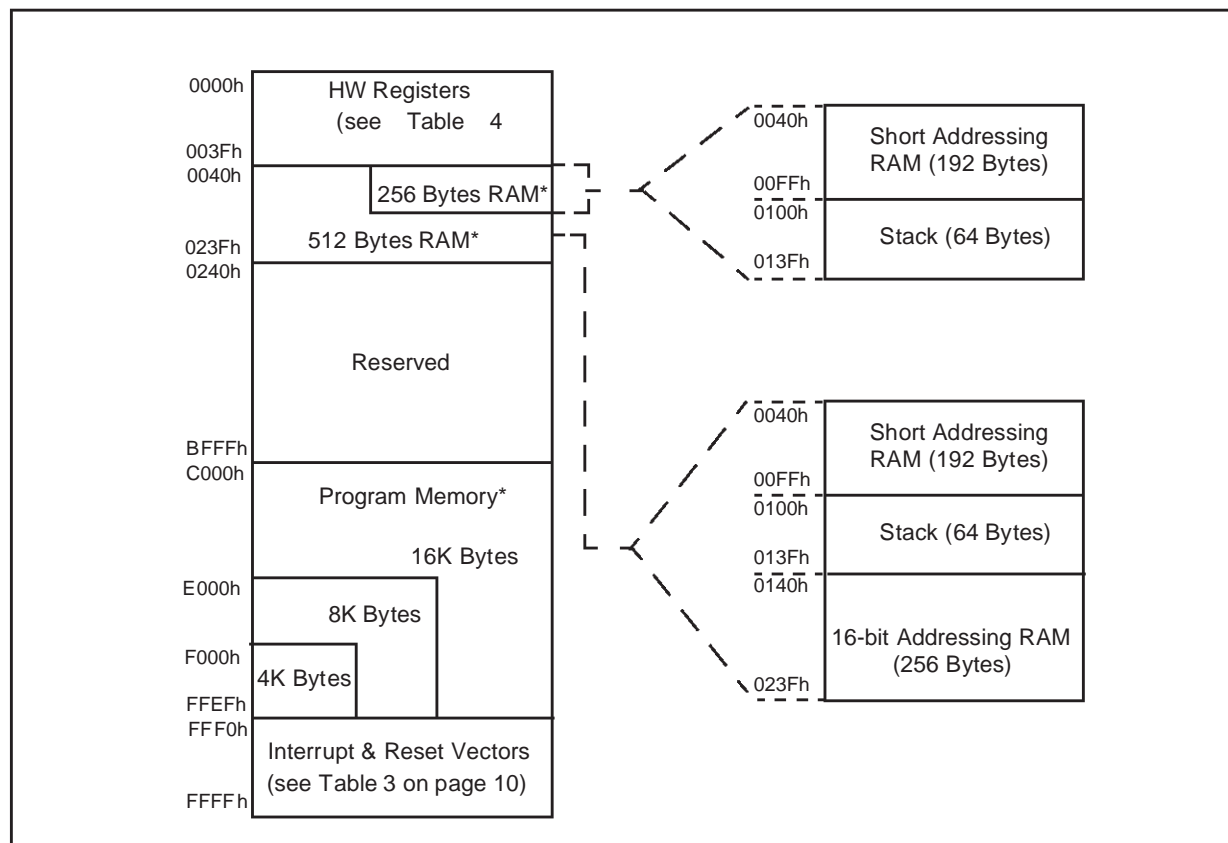 0000h
HW Registers
(see Table 4
003Fh
0040h
256 Bytes RAM*
512 Bytes RAM*
023Fh
0240h
Reserved
BFFFh
C000h
Program Memory*
16K Bytes
E000h
8K Bytes
F000h
4K Bytes
FFEFh
FFF0h
Interrupt & Reset Vectors
(see Table 3 on page 10)
FFFFh
0040h
Short Addressing
RAM (192 Bytes)
00FFh
0100h
Stack (64 Bytes)
013Fh
0040h
Short Addressing
RAM (192 Bytes)
00FFh
0100h
Stack (64 Bytes)
013Fh
0140h
16-bit Addressing RAM
(256 Bytes)
023Fh